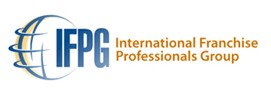 IFPG
International Franchise
Professionals Group